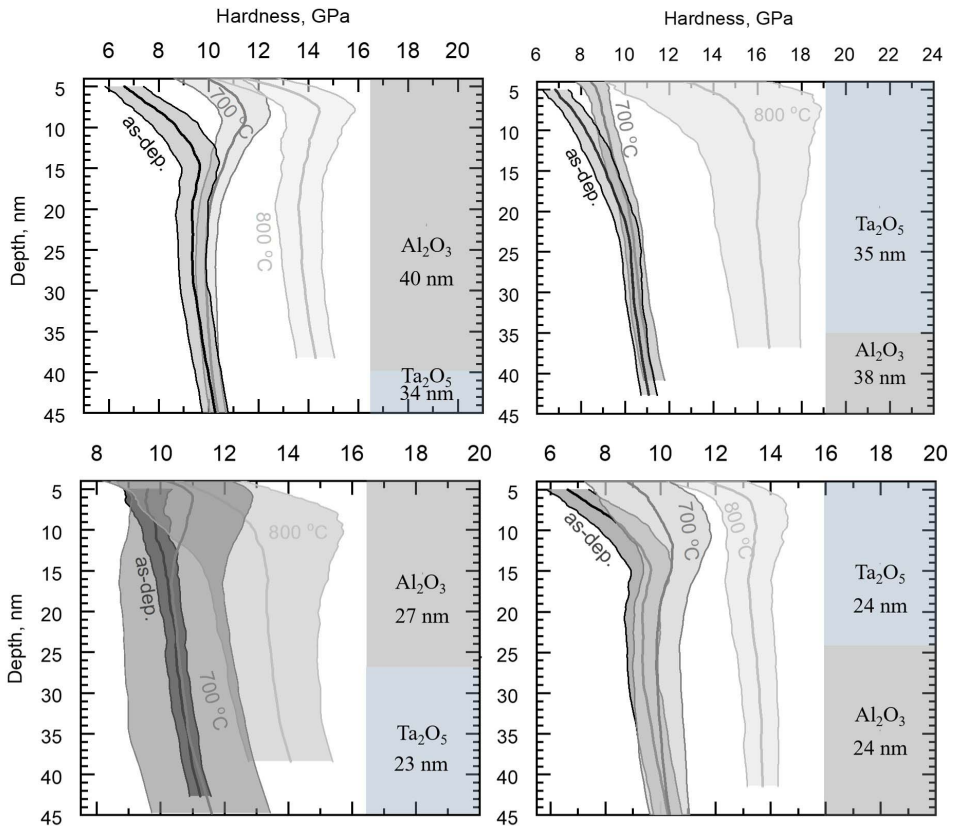 Hardness, GPa
6 8 10 12 14 16 18 20
Depth, nm
5
10
15
20
25
30
35
40
45
as-dep.
700 °C
800 °C
Al₂O₃
40 nm
Ta₂O₅
34 nm
Hardness, GPa
6 8 10 12 14 16 18 20 22 24
5
10
15
20
25
30
35
40
45
as-dep.
700 °C
800 °C
Ta₂O₅
35 nm
Al₂O₃
38 nm
8 10 12 14 16 18 20
Depth, nm
5
10
15
20
25
30
35
40
45
as-dep.
700 °C
800 °C
Al₂O₃
27 nm
Ta₂O₅
23 nm
6 8 10 12 14 16 18 20
5
10
15
20
25
30
35
40
45
as-dep.
700 °C
800 °C
Ta₂O₅
24 nm
Al₂O₃
24 nm